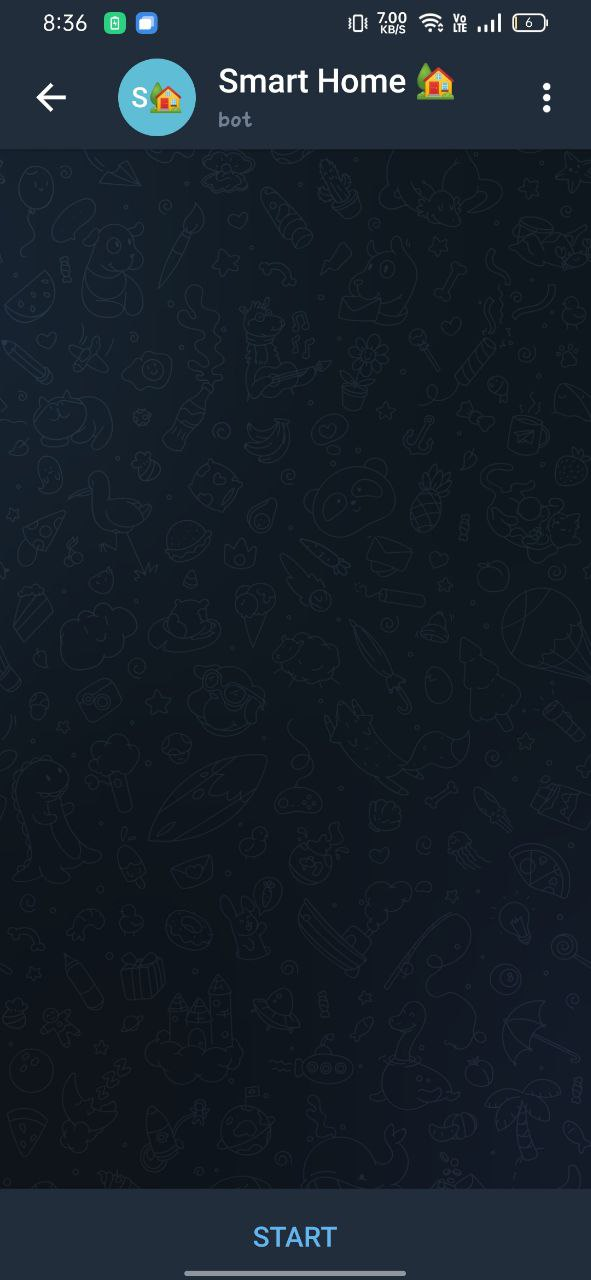 8:36
7.00
KB/S
Vo
LTE
6
S🏡
Smart Home 🏡
bot
START